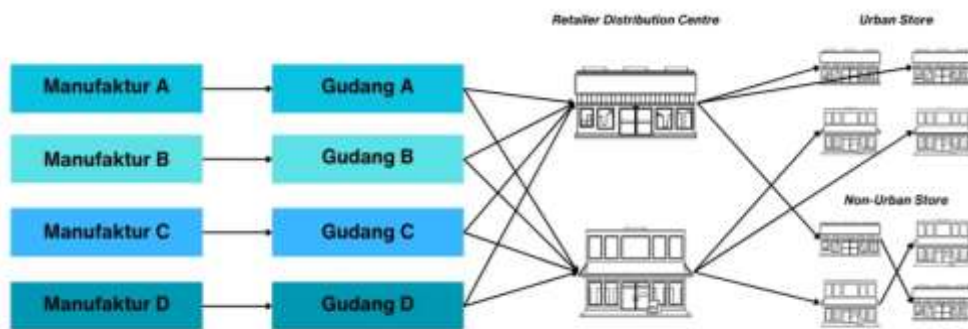 Retailer Distribution Centre
Urban Store
Manufaktur A
Gudang A
Manufaktur B
Gudang B
Manufaktur C
Gudang C
Non-Urban Store
Manufaktur D
Gudang D